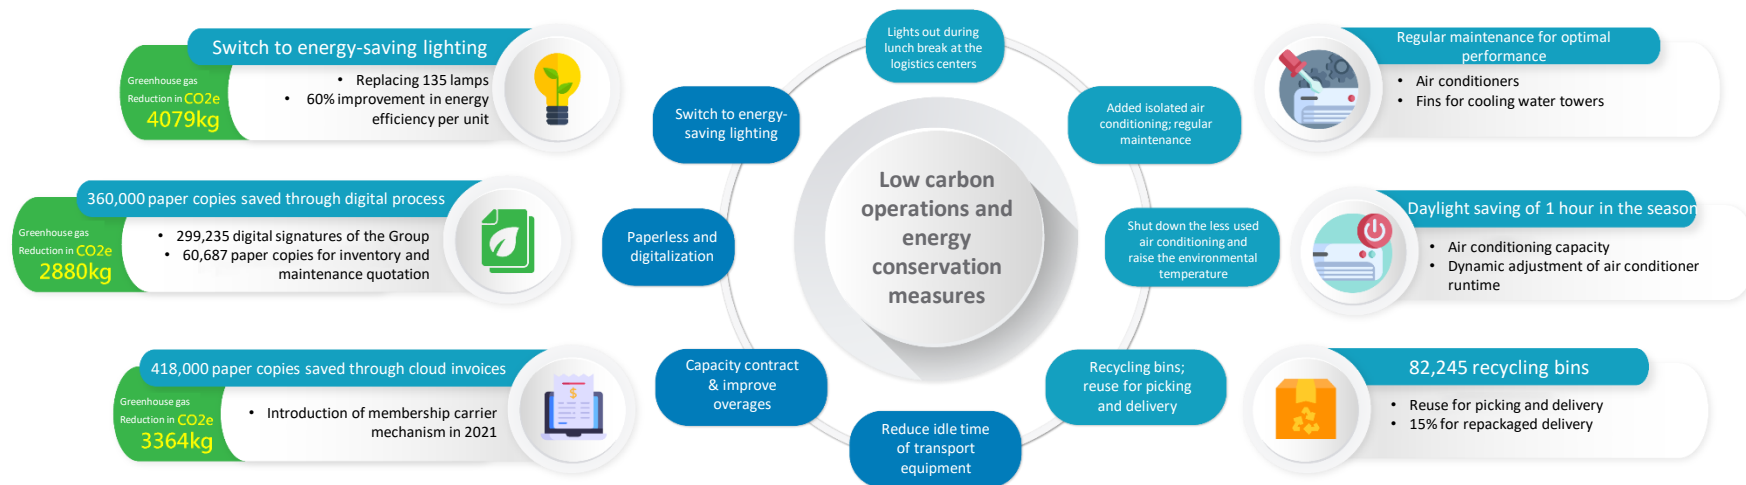 Switch to energy-saving lighting
Greenhouse gas
Reduction in CO2e
4079kg
• Replacing 135 lamps
• 60% improvement in energy
efficiency per unit
360,000 paper copies saved through digital process
Greenhouse gas
Reduction in CO2e
2880kg
• 299,235 digital signatures of the Group
• 60,687 paper copies for inventory and
maintenance quotation
418,000 paper copies saved through cloud invoices
Greenhouse gas
Reduction in CO2e
3364kg
• Introduction of membership carrier
mechanism in 2021
Lights out during
lunch break at the
logistics centers
Switch to energy-
saving lighting
Added isolated air
conditioning; regular
maintenance
Low carbon
operations and
energy
conservation
measures
Paperless and
digitalization
Shut down the less used
air conditioning and
raise the environmental
temperature
Capacity contract
& improve
overages
Recycling bins;
reuse for picking
and delivery
Reduce idle time
of transport
equipment
Regular maintenance for optimal
performance
• Air conditioners
• Fins for cooling water towers
Daylight saving of 1 hour in the season
• Air conditioning capacity
• Dynamic adjustment of air conditioner
runtime
82,245 recycling bins
• Reuse for picking and delivery
• 15% for repackaged delivery